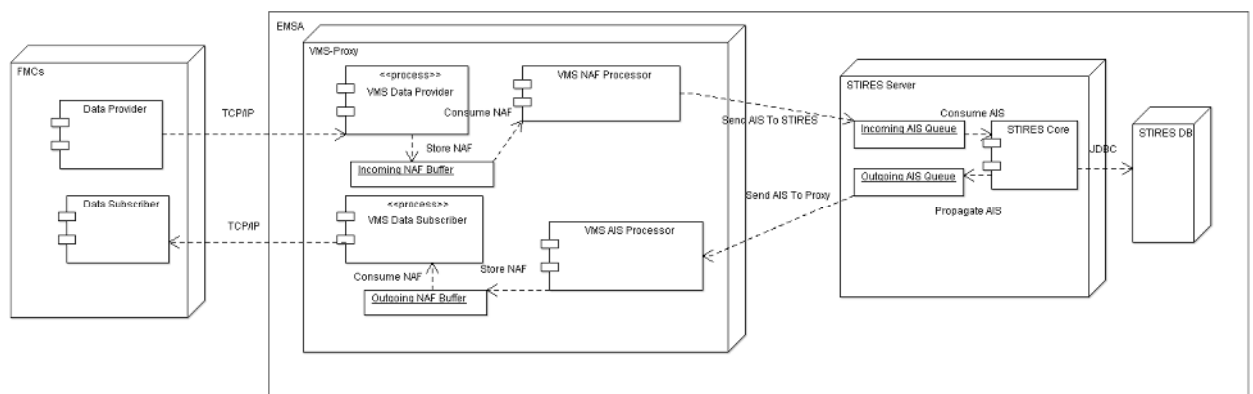 EMSA
FMCs
VMS-Proxy
Data Provider
TCP/IP
<<process>>
VMS Data Provider
Consume NAF
VMS NAF Processor
Store NAF
Incoming NAF Buffer
Send AIS To STIRES
STIRES Server
Consume AIS
Incoming AIS Queue
STIRES Core
Outgoing AIS Queue
Propagate AIS
JDBC
STIRES DB
Send AIS To Proxy
Data Subscriber
TCP/IP
<<process>>
VMS Data Subscriber
VMS AIS Processor
Consume NAF
Store NAF
Outgoing NAF Buffer